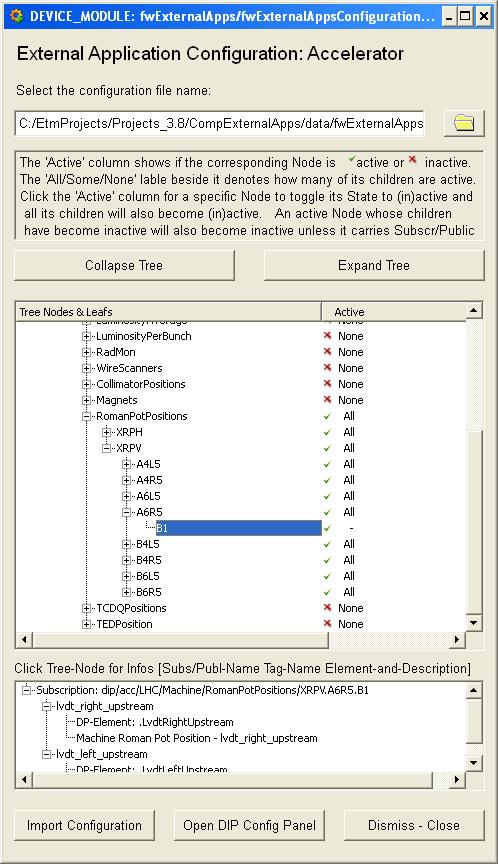 DEVICE_MODULE: fwExternalApps/fwExternalAppsConfiguration...
External Application Configuration: Accelerator
Select the configuration file name:
C:/EtmProjects/Projects_3.8/CompExternalApps/data/fwExternalApps
The 'Active' column shows if the corresponding Node is active or inactive.
The 'All/Some/None' lable beside it denotes how many of its children are active.
Click the 'Active' column for a specific Node to toggle its State to (in)active and
all its children will also become (in)active. An active Node whose children
have become inactive will also become inactive unless it carries Subscr/Public
Collapse Tree Expand Tree
Tree Nodes & Leafs Active
None
LuminosityPerBunch None
RadMon None
WireScanners None
CollimatorPositions None
Magnets None
RomanPotPositions All
XRPH All
XRPV All
A4L5 All
A4R5 All
A6L5 All
A6R5 All
B1 -
B4L5 All
B4R5 All
B6L5 All
B6R5 All
TCDQPositions None
TEDPosition None
Click Tree-Node for Infos [Subs/Publ-Name Tag-Name Element-and-Description]
Subscription: dip/acc/LHC/Machine/RomanPotPositions/XRPV.A6R5.B1
lvdt_right_upstream
DP-Element: .LvdtRightUpstream
Machine Roman Pot Position - lvdt_right_upstream
lvdt_left_upstream
DP-Element: .LvdtLeftUpstream
Import Configuration Open DIP Config Panel Dismiss - Close